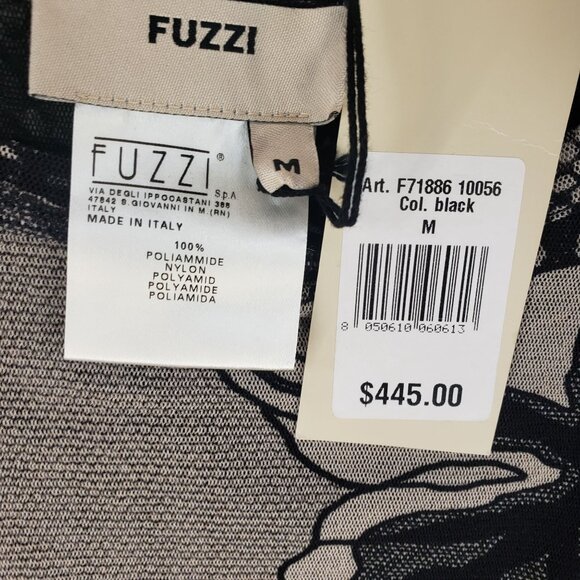 FUZZI
FUZZI®
S.p.A
VIA DEGLI IPPOCASTANI 388
47842 S.GIOVANNI IN M.(RN)
ITALY
MADE IN ITALY
100%
POLIAMMIDE
NYLON
POLYAMID
POLYAMIDE
POLIAMIDA
M
Art. F71886 10056
Col. black
M
8 050610 060613
$445.00